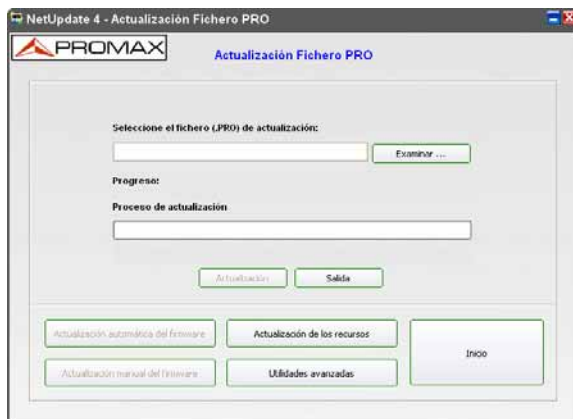 NetUpdate 4 - Actualización Fichero PRO
PROMAX
Actualización Fichero PRO
Seleccione el fichero (.PRO) de actualización:
Examinar ...
Progreso:
Proceso de actualización
Actualización
Salida
Actualización automática del firmware
Actualización de los recursos
Inicio
Actualización manual del firmware
Utilidades avanzadas